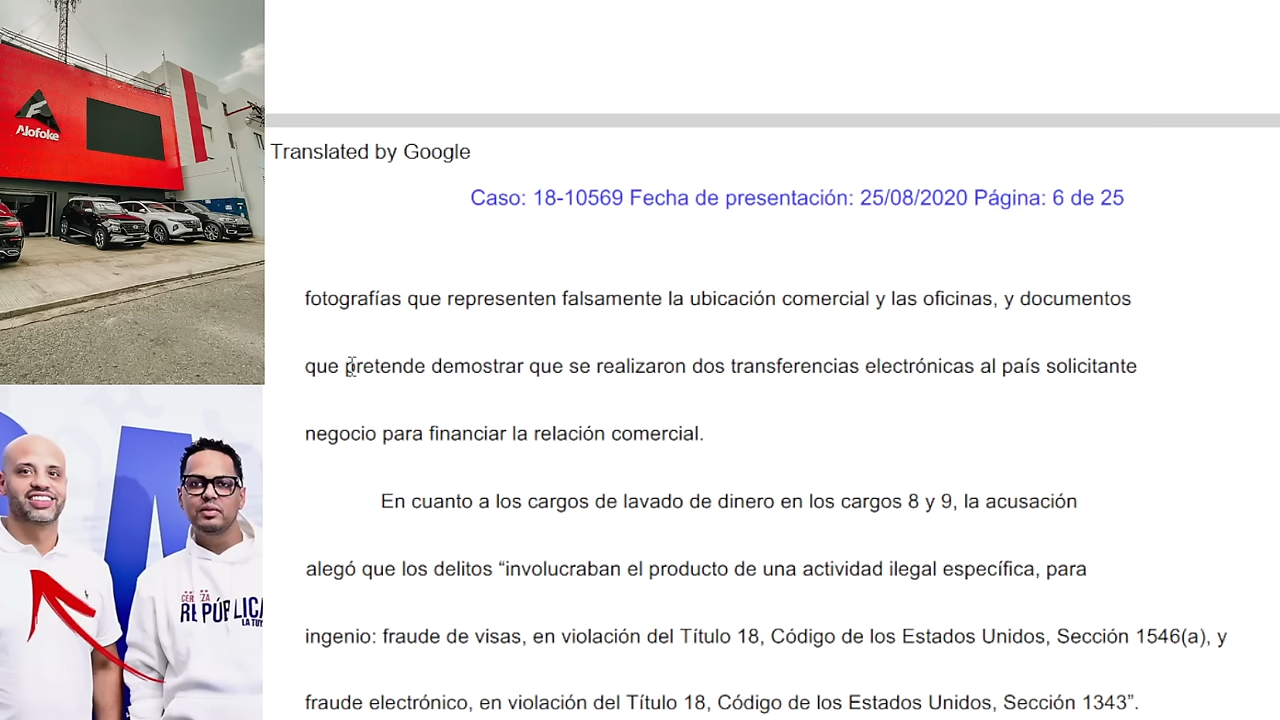 Alofoke
Translated by Google
Caso: 18-10569 Fecha de presentación: 25/08/2020 Página: 6 de 25
fotografías que representen falsamente la ubicación comercial y las oficinas, y documentos
que pretende demostrar que se realizaron dos transferencias electrónicas al país solicitante
negocio para financiar la relación comercial.
En cuanto a los cargos de lavado de dinero en los cargos 8 y 9, la acusación
alegó que los delitos “involucraban el producto de una actividad ilegal específica, para
ingenio: fraude de visas, en violación del Título 18, Código de los Estados Unidos, Sección 1546(a), y
fraude electrónico, en violación del Título 18, Código de los Estados Unidos, Sección 1343”.
REPÚBLICA
LA TUY